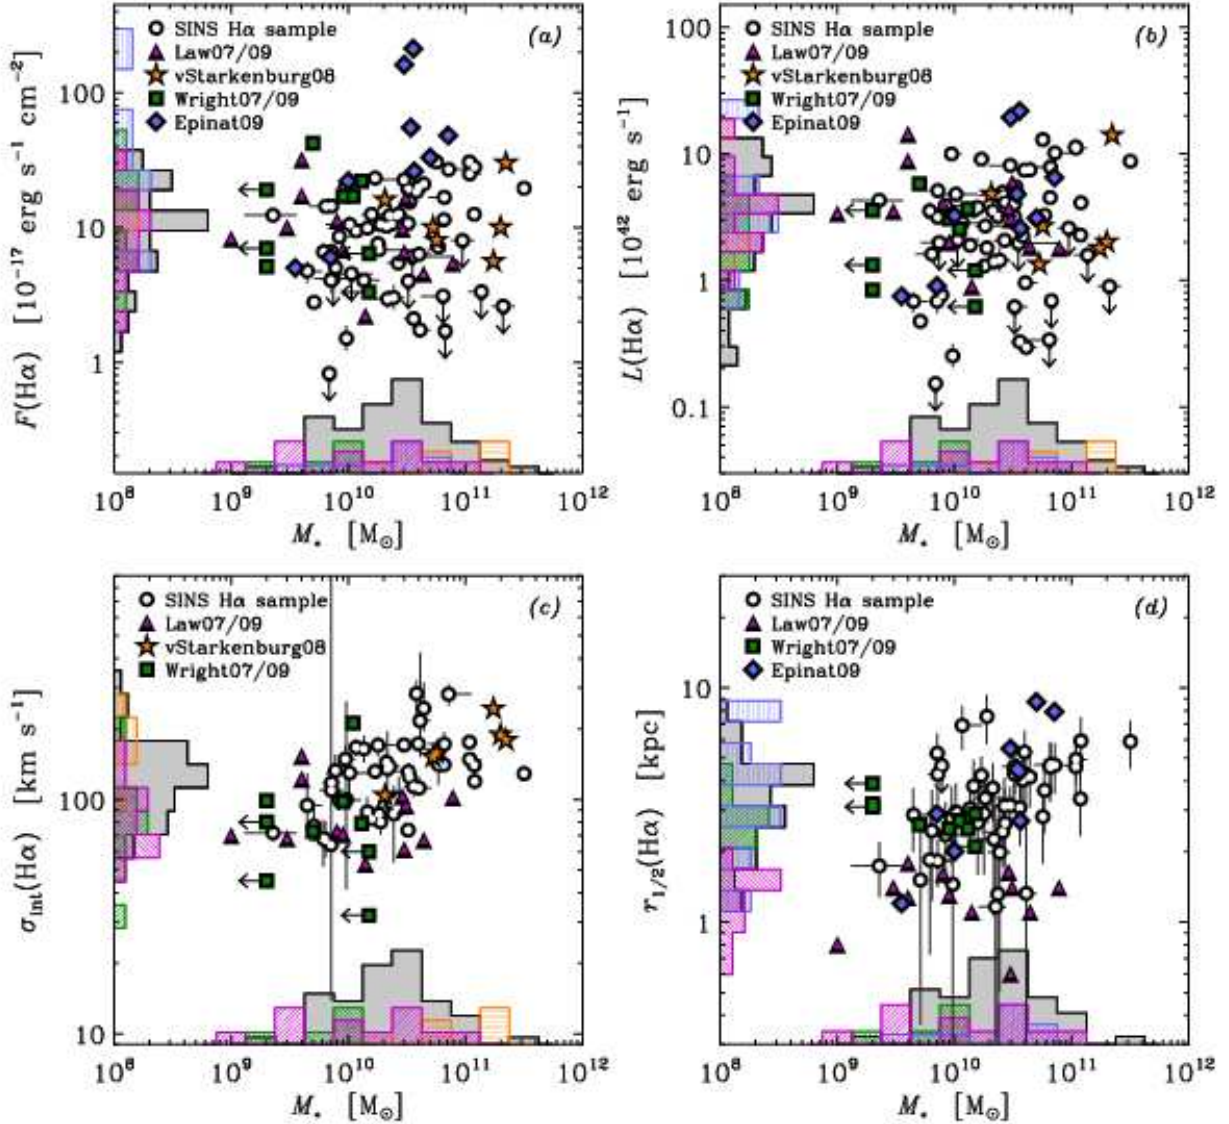 SINS Hα sample (a)
Law07/09
vStarkenburg08
Wright07/09
Epinat09
F(Hα) [10⁻¹⁷ erg s⁻¹ cm⁻²]
100
10
1
10⁸ 10⁹ 10¹⁰ 10¹¹ 10¹²
M⋆ [M⊙]
SINS Hα sample (b)
Law07/09
vStarkenburg08
Wright07/09
Epinat09
L(Hα) [10⁴² erg s⁻¹]
100
10
1
0.1
10⁸ 10⁹ 10¹⁰ 10¹¹ 10¹²
M⋆ [M⊙]
SINS Hα sample (c)
Law07/09
vStarkenburg08
Wright07/09
σint(Hα) [km s⁻¹]
100
10
10⁸ 10⁹ 10¹⁰ 10¹¹ 10¹²
M⋆ [M⊙]
SINS Hα sample (d)
Law07/09
Wright07/09
Epinat09
r1/2(Hα) [kpc]
10
1
10⁸ 10⁹ 10¹⁰ 10¹¹ 10¹²
M⋆ [M⊙]